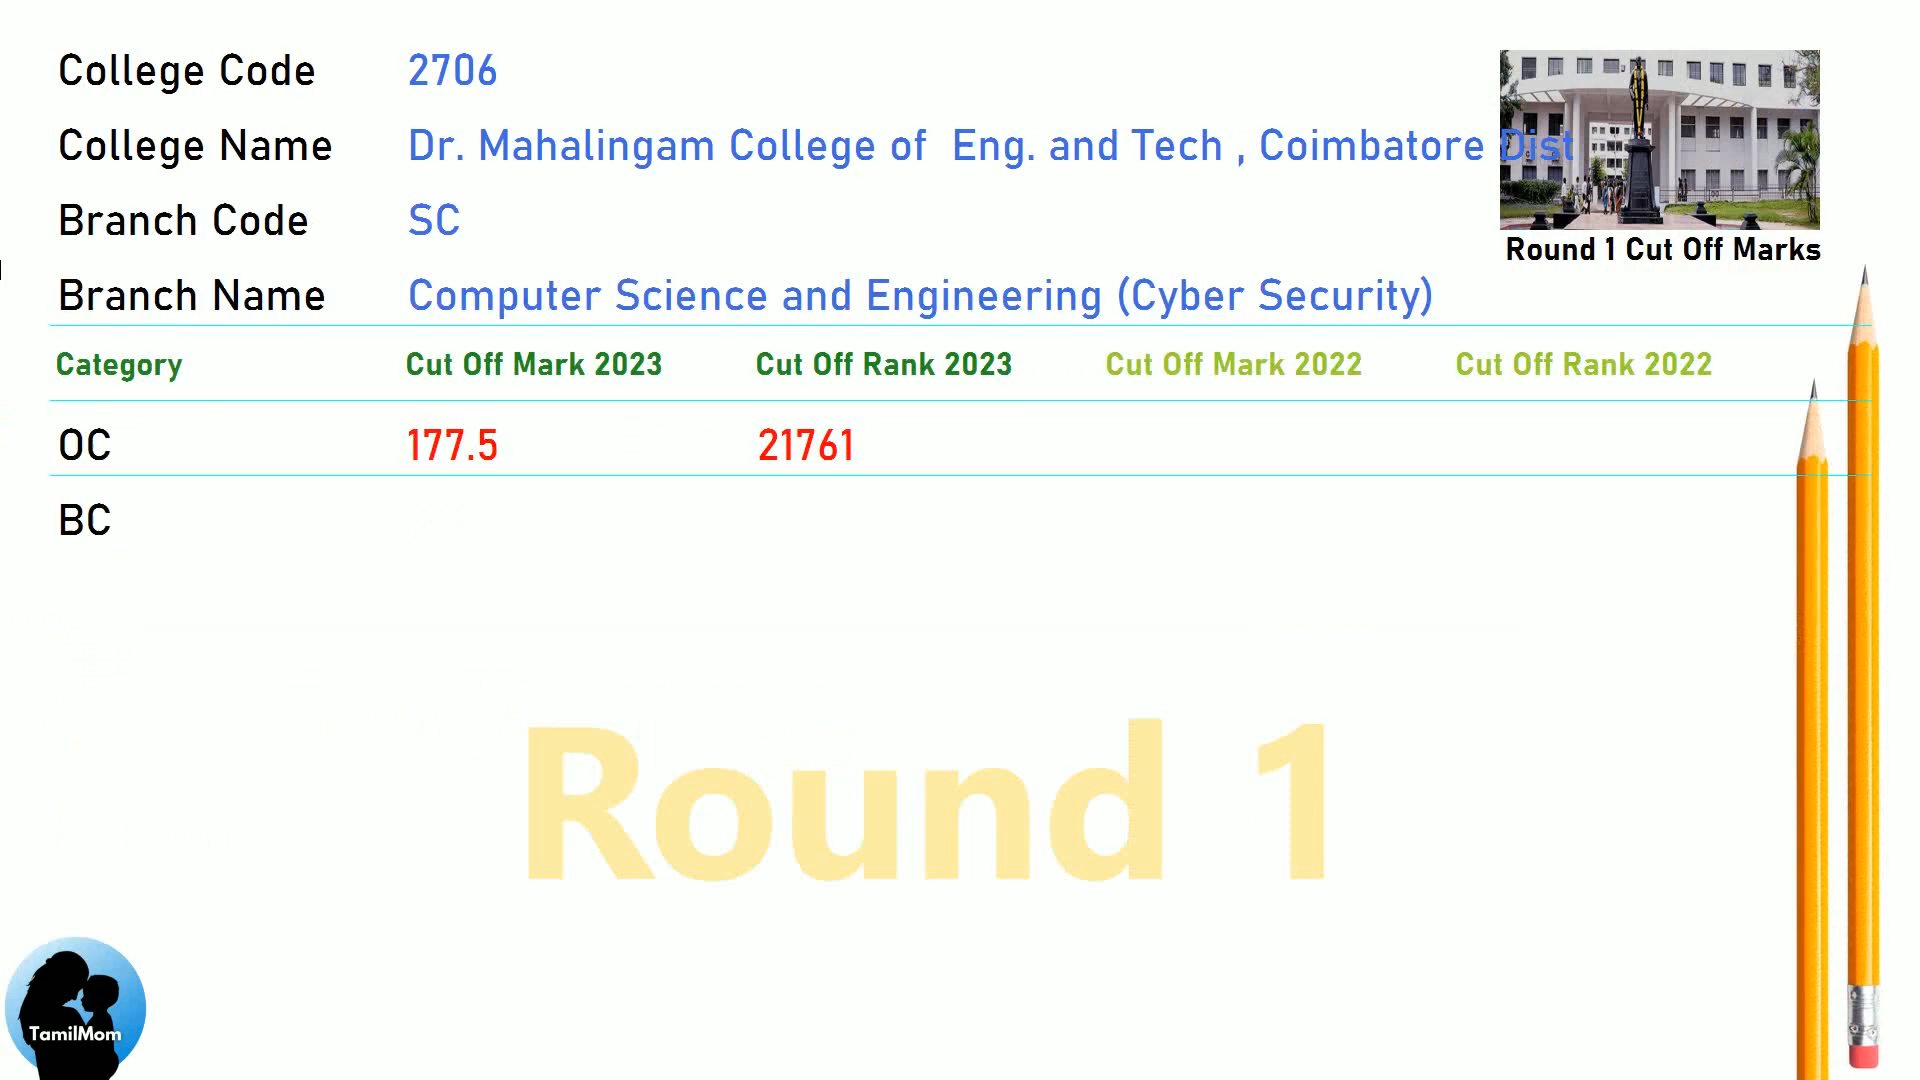 College Code 2706
College Name Dr. Mahalingam College of Eng. and Tech , Coimbatore Dist
Branch Code SC
Round 1 Cut Off Marks
Branch Name Computer Science and Engineering (Cyber Security)
Category Cut Off Mark 2023 Cut Off Rank 2023 Cut Off Mark 2022 Cut Off Rank 2022
OC 177.5 21761
BC
Round 1
TamilMom